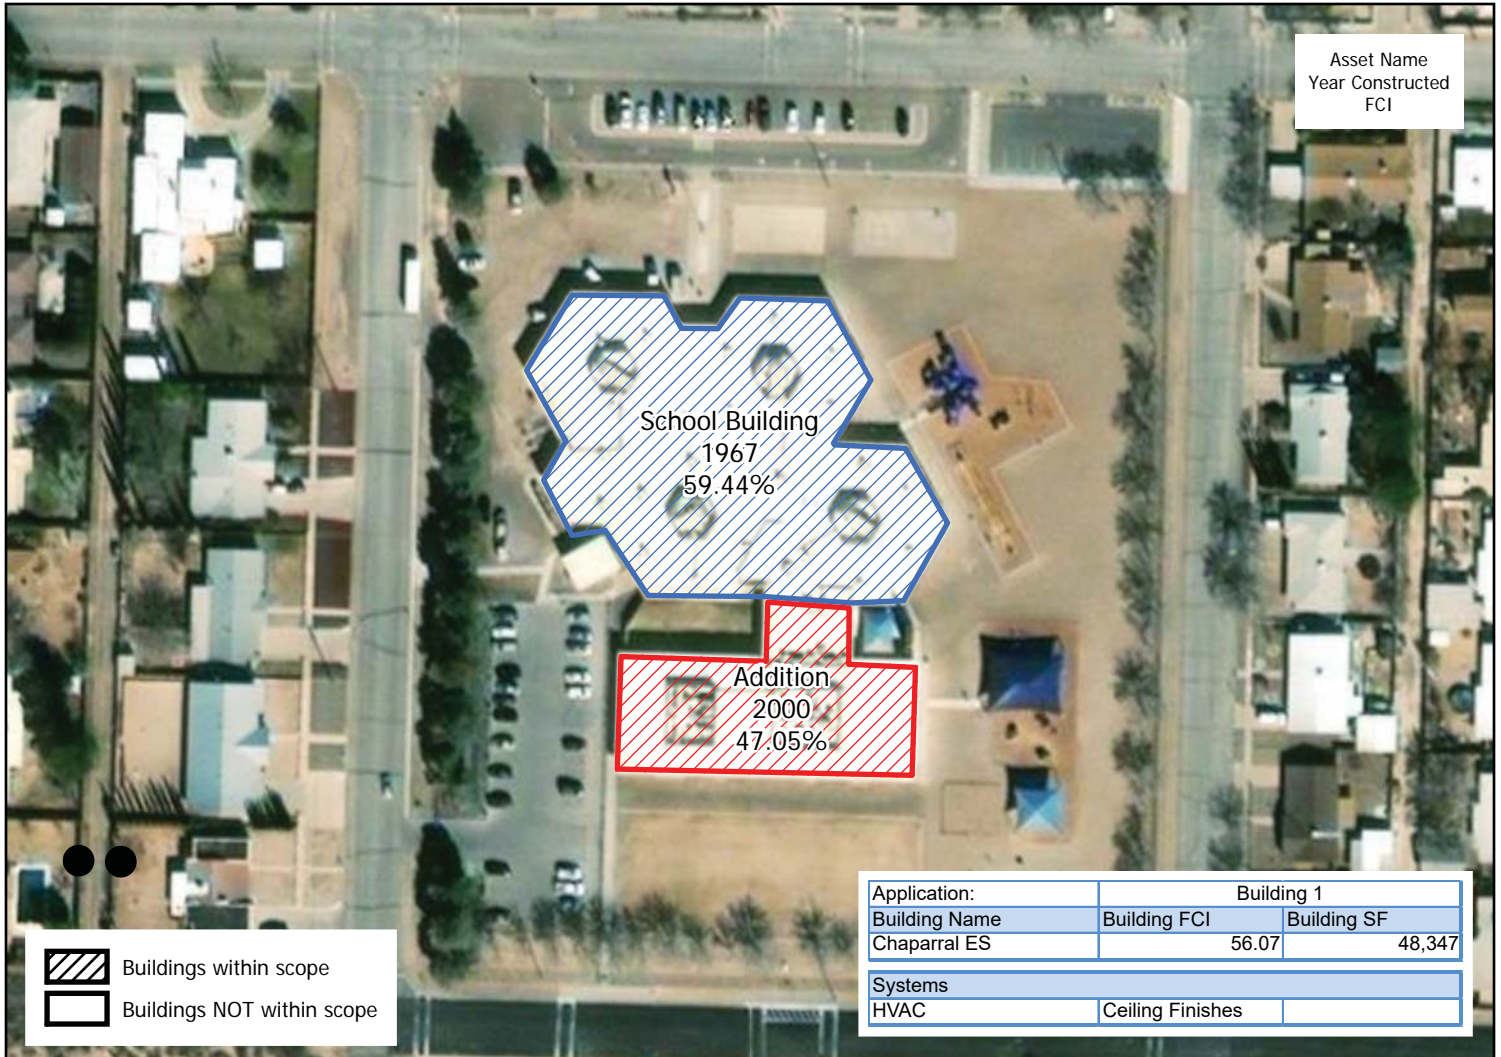 Asset Name
Year Constructed
FCI
School Building
1967
59.44%
Addition
2000
47.05%
Buildings within scope
Buildings NOT within scope
Application: Building 1
Building Name Building FCI Building SF
Chaparral ES 56.07 48,347
Systems
HVAC Ceiling Finishes